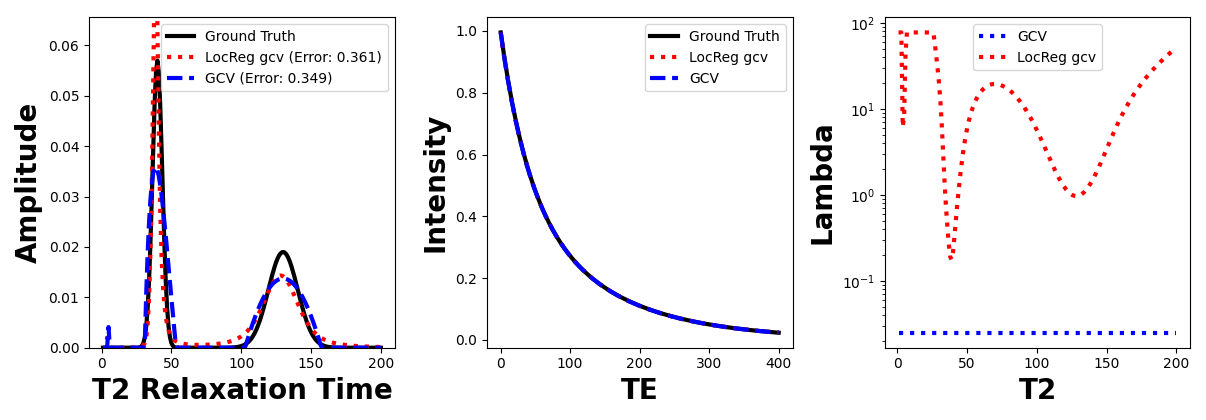 Amplitude
0.06
0.05
0.04
0.03
0.02
0.01
0.00
Ground Truth
LocReg gcv (Error: 0.361)
GCV (Error: 0.349)
0 50 100 150 200
T2 Relaxation Time
Intensity
1.0
0.8
0.6
0.4
0.2
0.0
Ground Truth
LocReg gcv
GCV
0 100 200 300 400
TE
Lambda
10²
10¹
10⁰
10⁻¹
GCV
LocReg gcv
0 50 100 150 200
T2